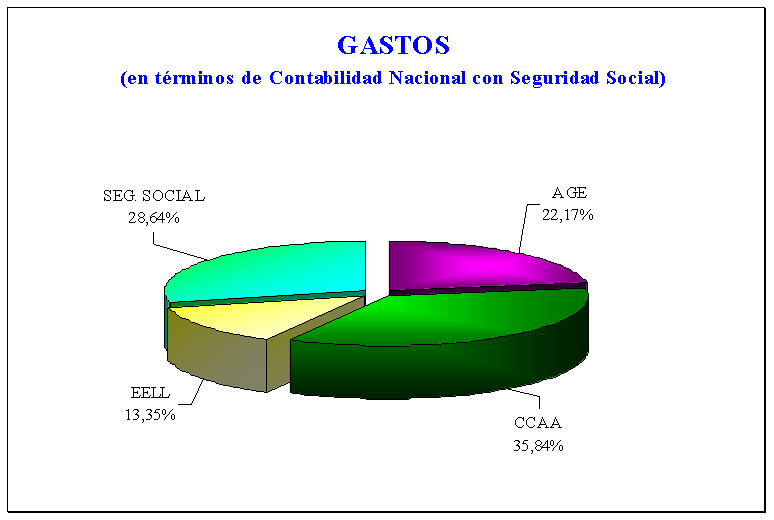 GASTOS
(en términos de Contabilidad Nacional con Seguridad Social)
SEG. SOCIAL
28,64%
AGE
22,17%
EELL
13,35%
CCAA
35,84%